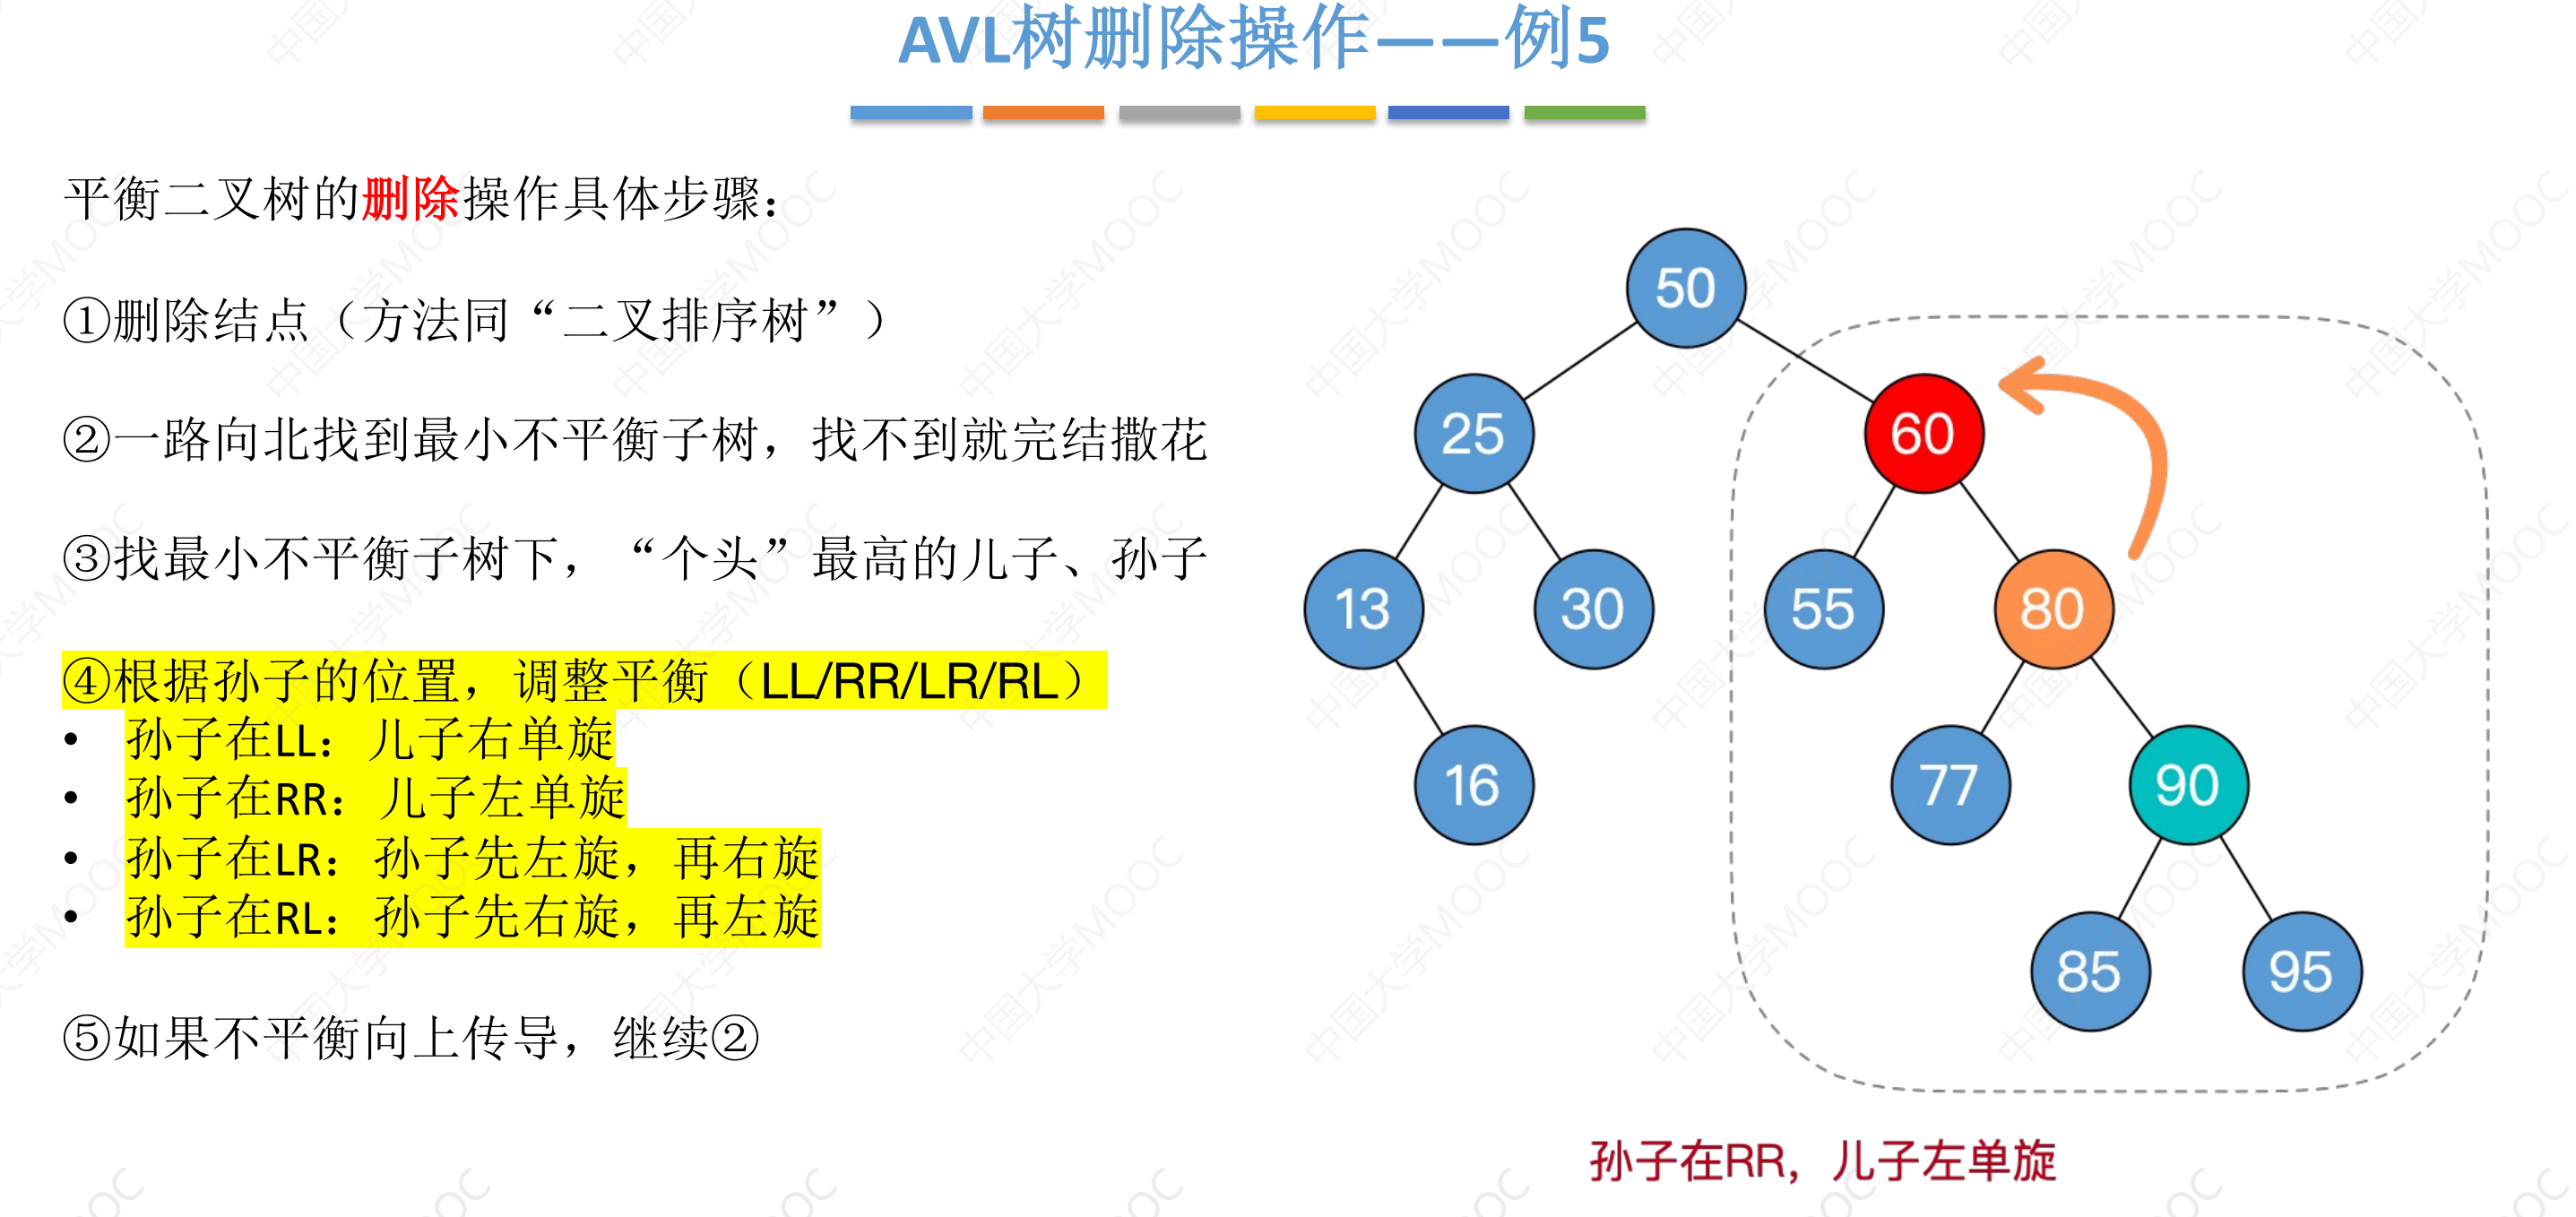 AVL树删除操作——例5
平衡二叉树的删除操作具体步骤：
①删除结点（方法同“二叉排序树”）
②一路向北找到最小不平衡子树，找不到就完结撒花
③找最小不平衡子树下，“个头”最高的儿子、孙子
④根据孙子的位置，调整平衡（LL/RR/LR/RL）
• 孙子在LL：儿子右单旋
• 孙子在RR：儿子左单旋
• 孙子在LR：孙子先左旋，再右旋
• 孙子在RL：孙子先右旋，再左旋
⑤如果不平衡向上传导，继续②
50
25 60
13 30 55 80
16 77 90
85 95
孙子在RR，儿子左单旋
中国大学MOOC